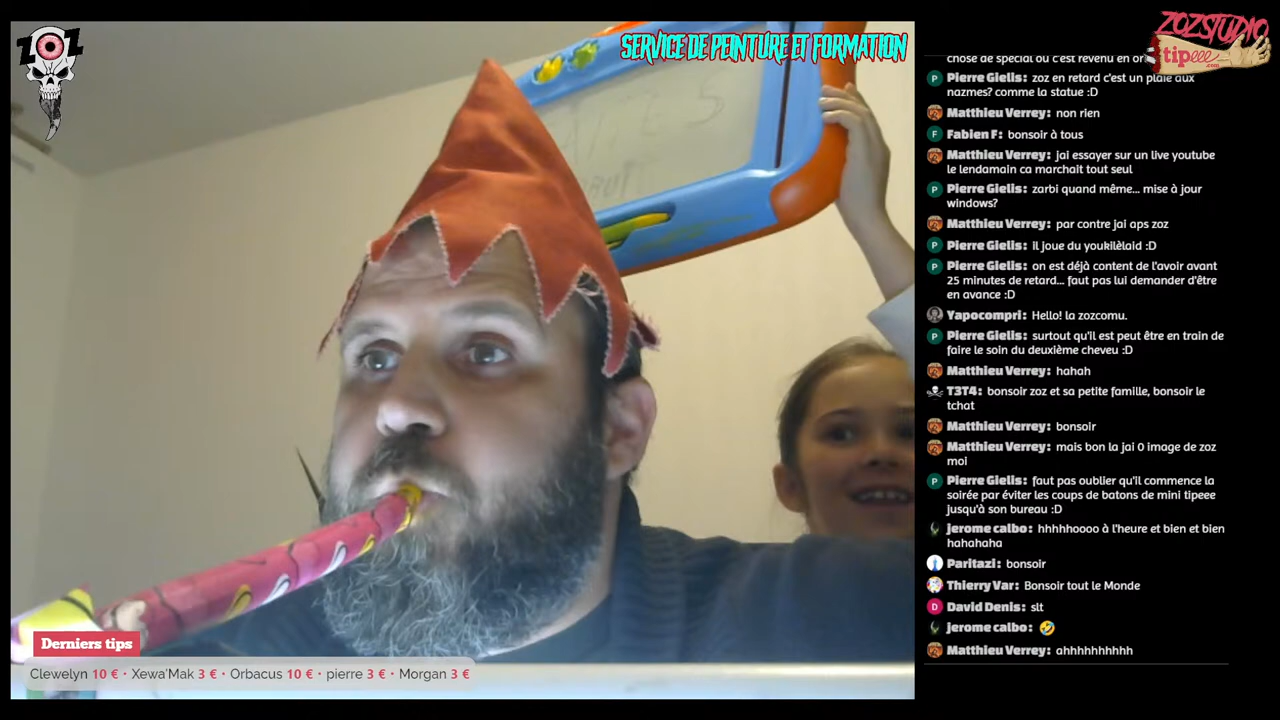 ZOZ
SERVICE DE PEINTURE ET FORMATION
ZOZSTUDIO
tipeee.com
chose de spécial ou c'est revenu en
Pierre Gielis: zoz en retard c'est un plaie aux
nazmes? comme la statue :D
Matthieu Verrey: non rien
F
Fabien F: bonsoir à tous
Matthieu Verrey: jai essayer sur un live youtube
le lendamain ca marchait tout seul
P
Pierre Gielis: zarbi quand même... mise à jour
windows?
Matthieu Verrey: par contre jai aps zoz
P
Pierre Gielis: il joue du youkilèlaid :D
P
Pierre Gielis: on est déjà content de l'avoir avant
25 minutes de retard... faut pas lui demander d'être
en avance :D
Yapocompri: Hello! la zozcomu.
P
Pierre Gielis: surtout qu'il est peut être en train de
faire le soin du deuxième cheveu :D
Matthieu Verrey: hahah
T3T4: bonsoir zoz et sa petite famille, bonsoir le
tchat
Matthieu Verrey: bonsoir
Matthieu Verrey: mais bon la jai 0 image de zoz
moi
P
Pierre Gielis: faut pas oublier qu'il commence la
soirée par éviter les coups de batons de mini tipeee
jusqu'à son bureau :D
jerome calbo: hhhhhoooo à l'heure et bien et bien
hahahaha
Paritazi: bonsoir
Thierry Var: Bonsoir tout le Monde
D
David Denis: slt
jerome calbo: 🤣
Matthieu Verrey: ahhhhhhhhhh
Derniers tips
Clewelyn 10 € • Xewa'Mak 3 € • Orbacus 10 € • pierre 3 € • Morgan 3 €